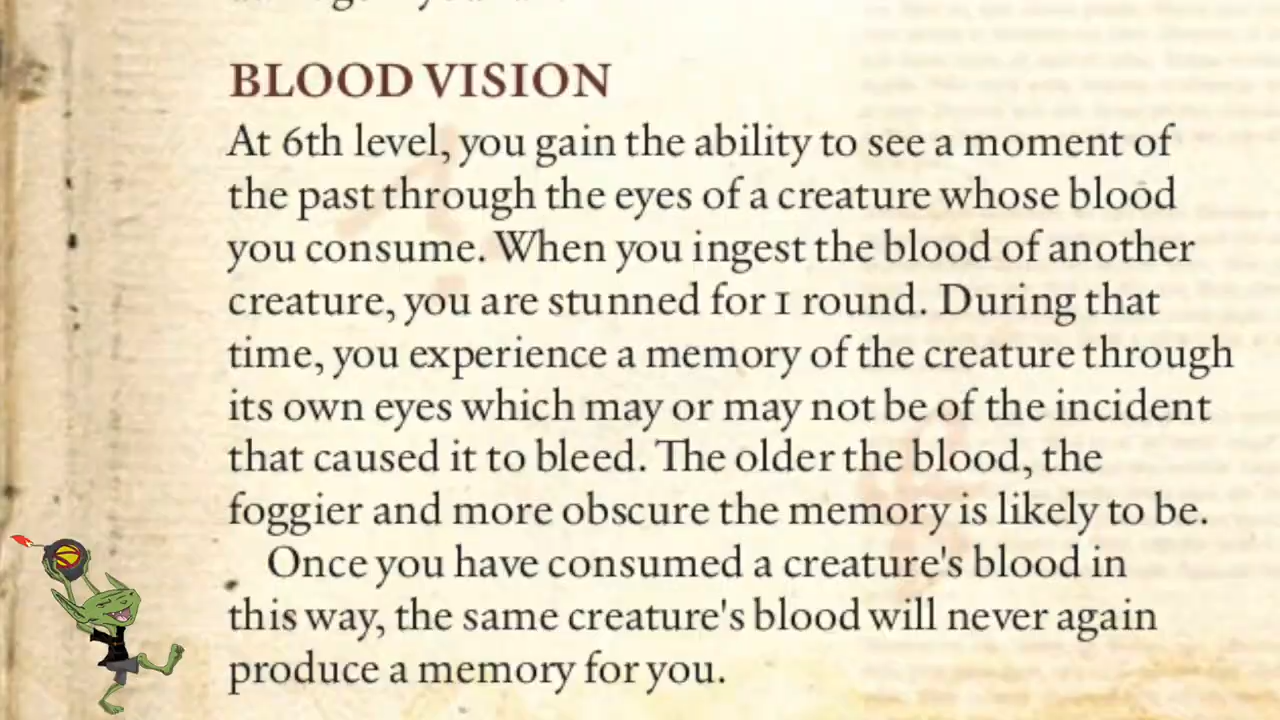 BLOOD VISION
At 6th level, you gain the ability to see a moment of
the past through the eyes of a creature whose blood
you consume. When you ingest the blood of another
creature, you are stunned for 1 round. During that
time, you experience a memory of the creature through
its own eyes which may or may not be of the incident
that caused it to bleed. The older the blood, the
foggier and more obscure the memory is likely to be.
Once you have consumed a creature's blood in
this way, the same creature's blood will never again
produce a memory for you.